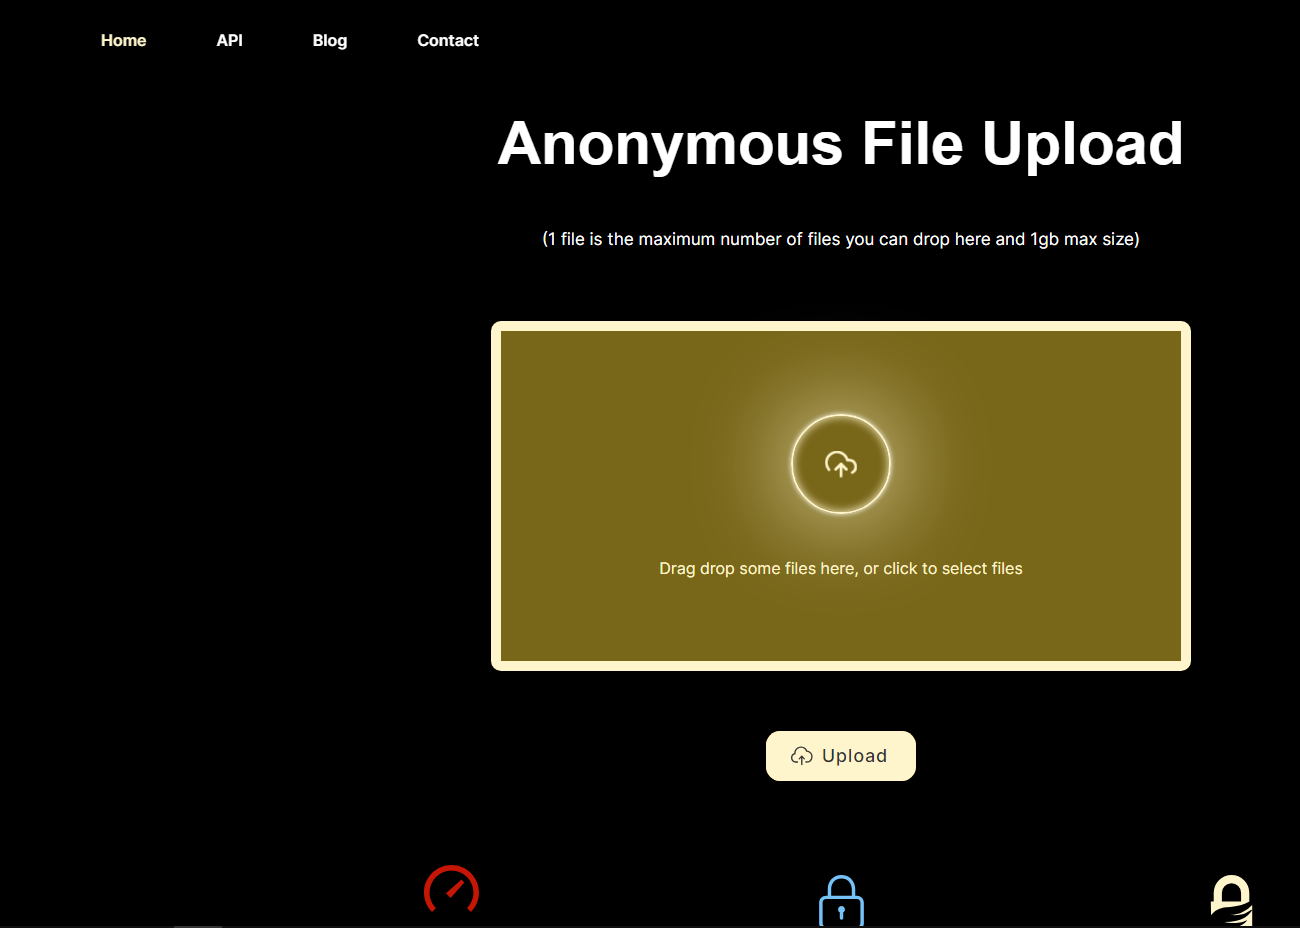 Home API Blog Contact
Anonymous File Upload
(1 file is the maximum number of files you can drop here and 1gb max size)
Drag drop some files here, or click to select files
Upload